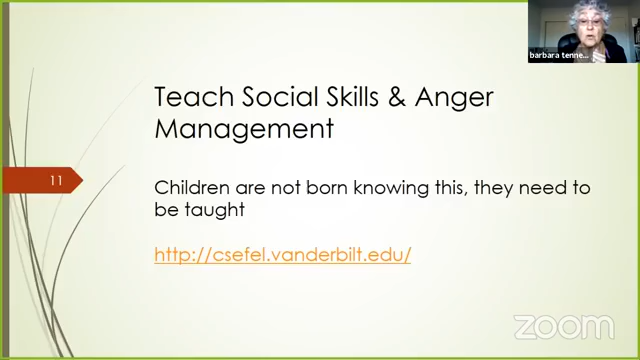 barbara tenne...
Teach Social Skills & Anger
Management
11
Children are not born knowing this, they need to
be taught
http://csefel.vanderbilt.edu/
zoom